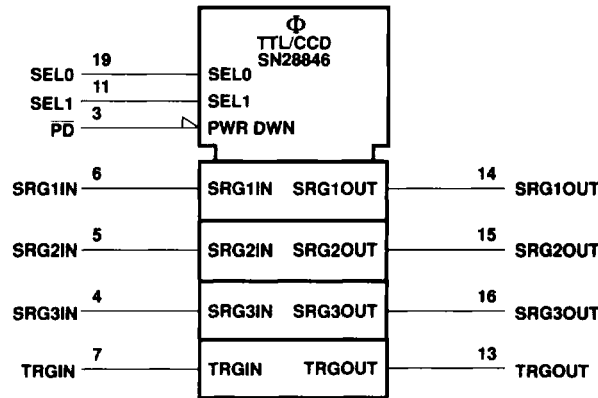 Φ
TTL/CCD
SN28846
SEL0 19 SEL0
SEL1 11 SEL1
PD 3 PWR DWN
SRG1IN 6 SRG1IN SRG1OUT 14 SRG1OUT
SRG2IN 5 SRG2IN SRG2OUT 15 SRG2OUT
SRG3IN 4 SRG3IN SRG3OUT 16 SRG3OUT
TRGIN 7 TRGIN TRGOUT 13 TRGOUT